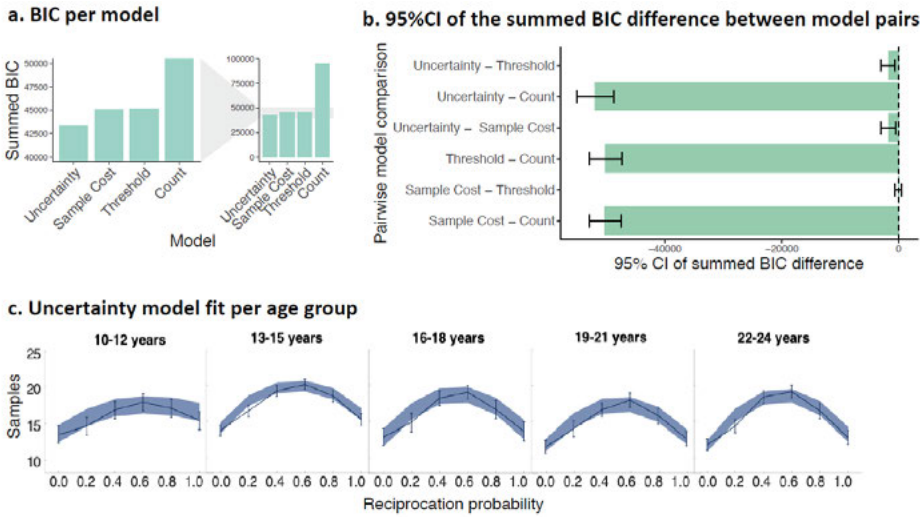 a. BIC per model
Summed BIC
50000
47500
45000
42500
40000
Uncertainty
Sample Cost
Threshold
Count
100000
75000
50000
25000
0
Uncertainty
Sample Cost
Threshold
Count
Model
b. 95%CI of the summed BIC difference between model pairs
Pairwise model comparison
Uncertainty – Threshold
Uncertainty – Count
Uncertainty – Sample Cost
Threshold – Count
Sample Cost – Threshold
Sample Cost – Count
-40000 -20000 0
95% CI of summed BIC difference
c. Uncertainty model fit per age group
10-12 years 13-15 years 16-18 years 19-21 years 22-24 years
Samples
25
20
15
10
0.0 0.2 0.4 0.6 0.8 1.0 0.0 0.2 0.4 0.6 0.8 1.0 0.0 0.2 0.4 0.6 0.8 1.0 0.0 0.2 0.4 0.6 0.8 1.0 0.0 0.2 0.4 0.6 0.8 1.0
Reciprocation probability